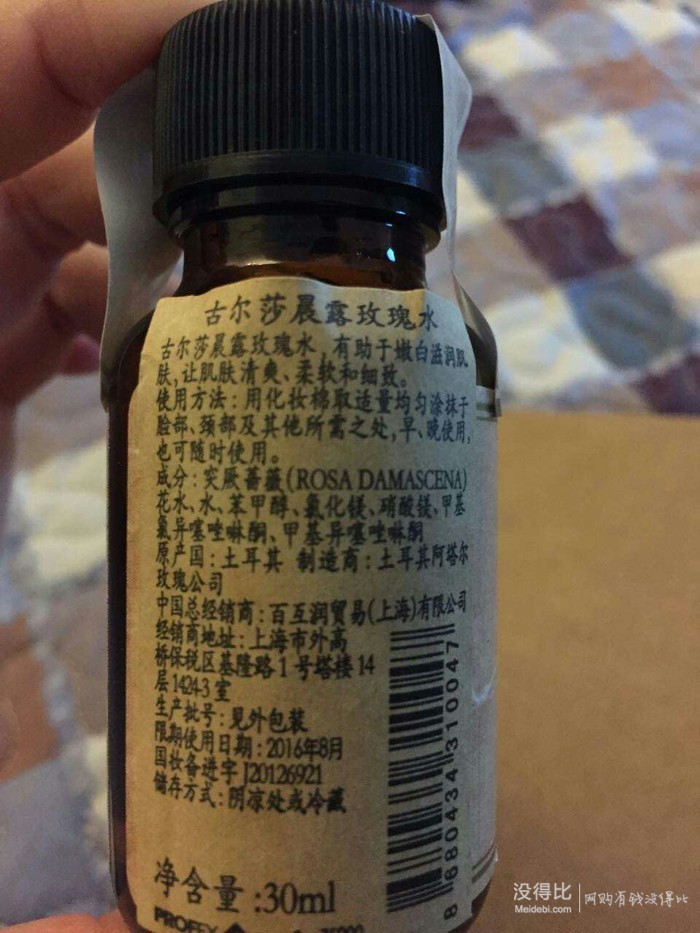 古尔莎晨露玫瑰水
古尔莎晨露玫瑰水,有助于嫩白滋润肌
肤,让肌肤清爽、柔软和细致。
使用方法:用化妆棉取适量均匀涂抹于
脸部、颈部及其他所需之处,早、晚使用,
也可随时使用。
成分:突厥蔷薇(ROSA DAMASCENA)
花水、水、苯甲醇、氯化镁、硝酸镁、甲基
氯异噻唑啉酮、甲基异噻唑啉酮
原产国:土耳其 制造商:土耳其阿塔尔
玫瑰公司
中国总经销商:百互润贸易(上海)有限公司
经销商地址:上海市外高
桥保税区基隆路1号塔楼14
层1424-3室
生产批号:见外包装
限期使用日期:2016年8月
国妆备进字J20126921
储存方式:阴凉处或冷藏
净含量:30ml
8 680434 310047
没得比
Meidebi.com
网购有钱没得比